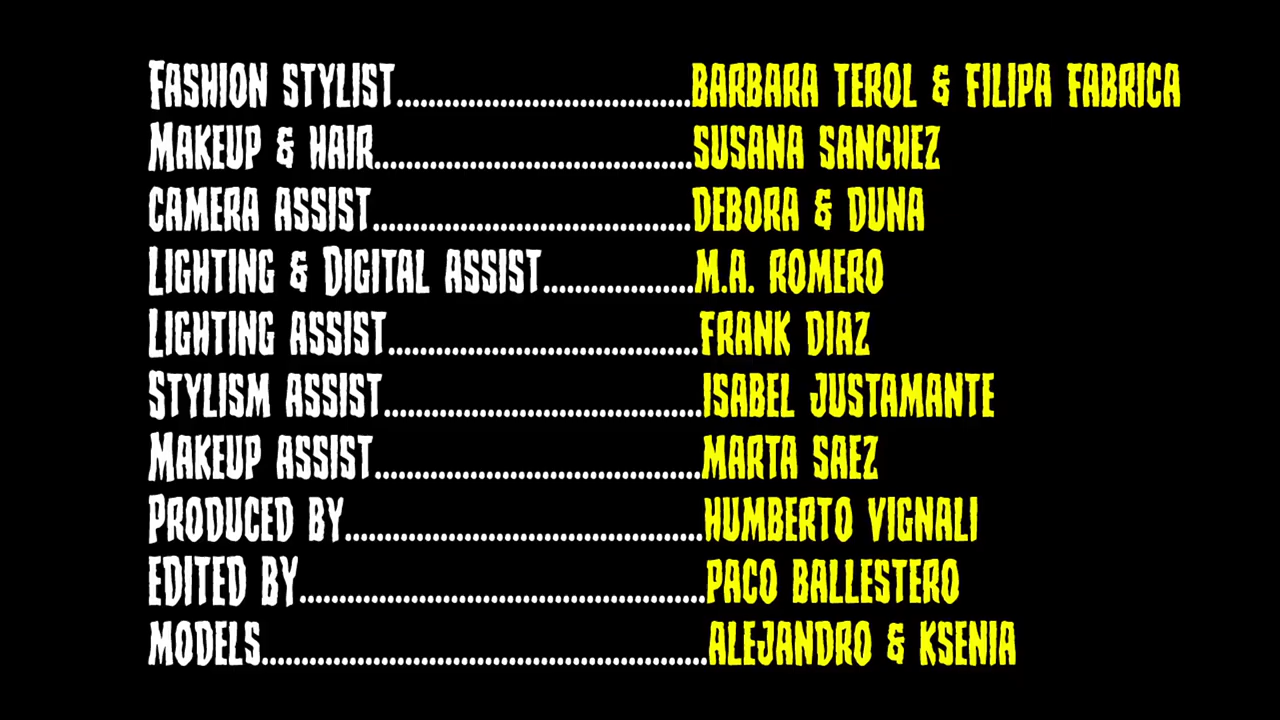 Fashion stylist.....................................BARBARA TEROL & FILIPA FABRICA
Makeup & hair........................................SUSANA SANCHEZ
camera assist........................................DEBORA & DUNA
Lighting & Digital assist...................M.A. ROMERO
Lighting assist.......................................FRANK DIAZ
Stylism assist........................................ISABEL JUSTAMANTE
Makeup assist.........................................MARTA SAEZ
Produced by.............................................HUMBERTO VIGNALI
EDITED BY...................................................PACO BALLESTERO
models........................................................ALEJANDRO & KSENIA